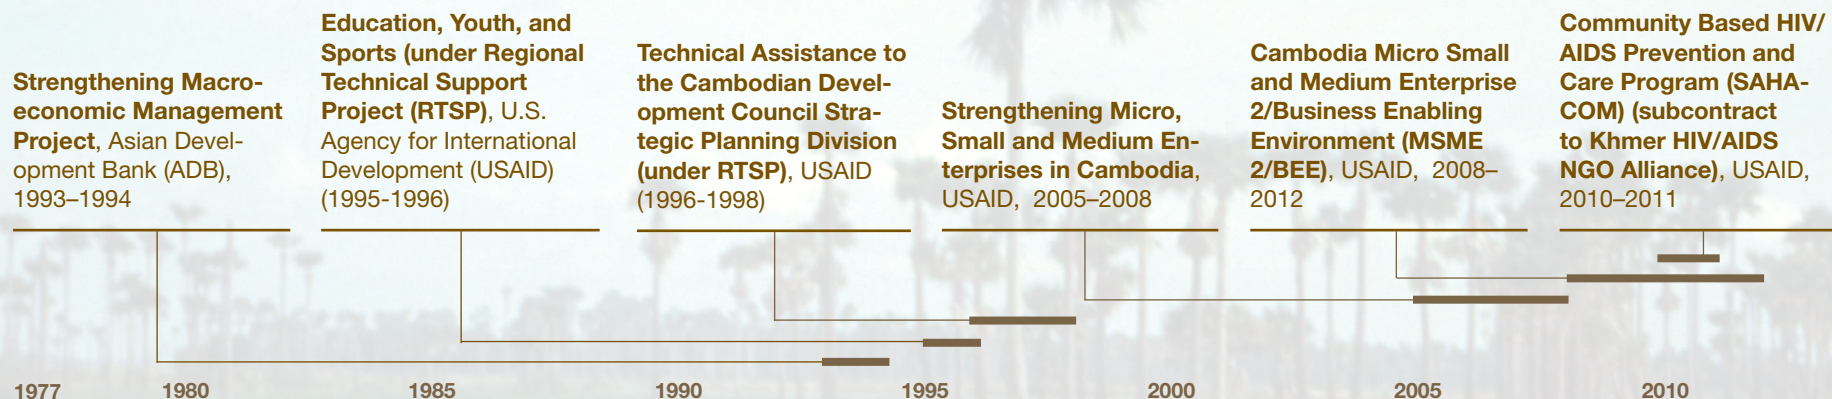 Strengthening Macro-
economic Management
Project, Asian Devel-
opment Bank (ADB),
1993–1994
Education, Youth, and
Sports (under Regional
Technical Support
Project (RTSP), U.S.
Agency for International
Development (USAID)
(1995-1996)
Technical Assistance to
the Cambodian Devel-
opment Council Stra-
tegic Planning Division
(under RTSP), USAID
(1996-1998)
Strengthening Micro,
Small and Medium En-
terprises in Cambodia,
USAID, 2005–2008
Cambodia Micro Small
and Medium Enterprise
2/Business Enabling
Environment (MSME
2/BEE), USAID, 2008–
2012
Community Based HIV/
AIDS Prevention and
Care Program (SAHA-
COM) (subcontract
to Khmer HIV/AIDS
NGO Alliance), USAID,
2010–2011
1977 1980 1985 1990 1995 2000 2005 2010